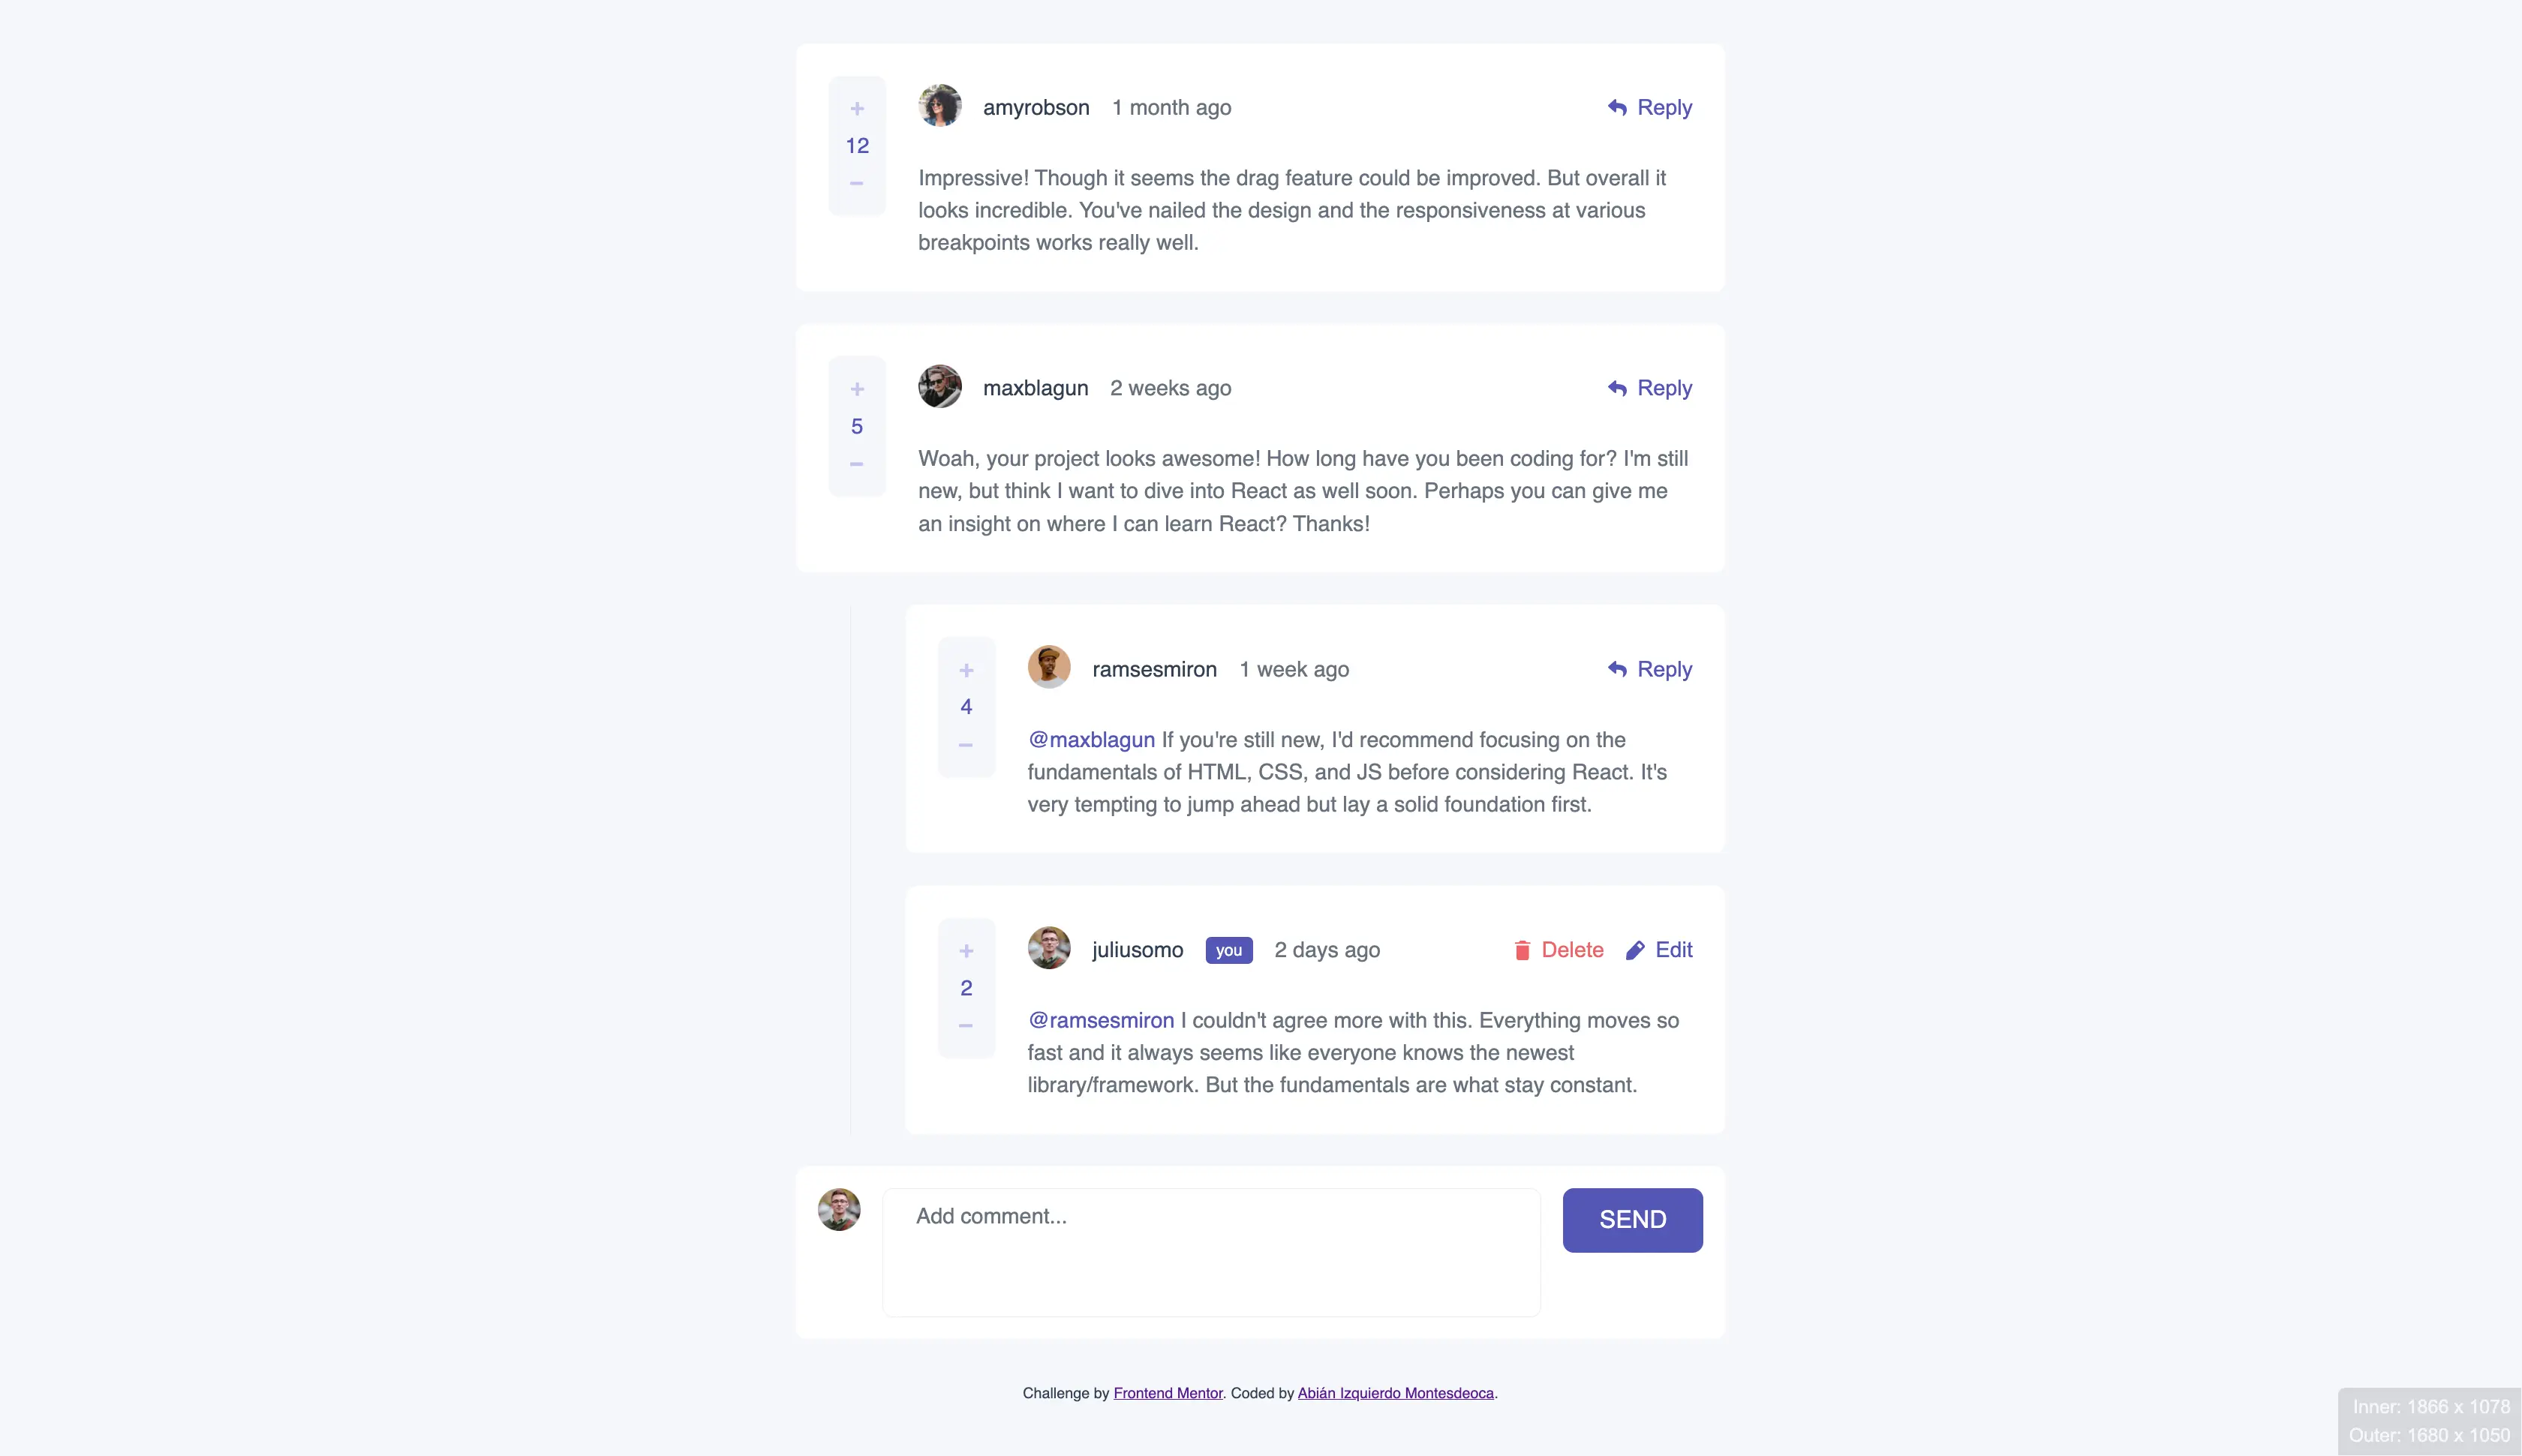 +
12
−
amyrobson 1 month ago Reply
Impressive! Though it seems the drag feature could be improved. But overall it
looks incredible. You've nailed the design and the responsiveness at various
breakpoints works really well.
+
5
−
maxblagun 2 weeks ago Reply
Woah, your project looks awesome! How long have you been coding for? I'm still
new, but think I want to dive into React as well soon. Perhaps you can give me
an insight on where I can learn React? Thanks!
+
4
−
ramsesmiron 1 week ago Reply
@maxblagun If you're still new, I'd recommend focusing on the
fundamentals of HTML, CSS, and JS before considering React. It's
very tempting to jump ahead but lay a solid foundation first.
+
2
−
juliusomo you 2 days ago Delete Edit
@ramsesmiron I couldn't agree more with this. Everything moves so
fast and it always seems like everyone knows the newest
library/framework. But the fundamentals are what stay constant.
Add comment...
SEND
Challenge by Frontend Mentor. Coded by Abián Izquierdo Montesdeoca.
Inner: 1866 x 1078
Outer: 1680 x 1050